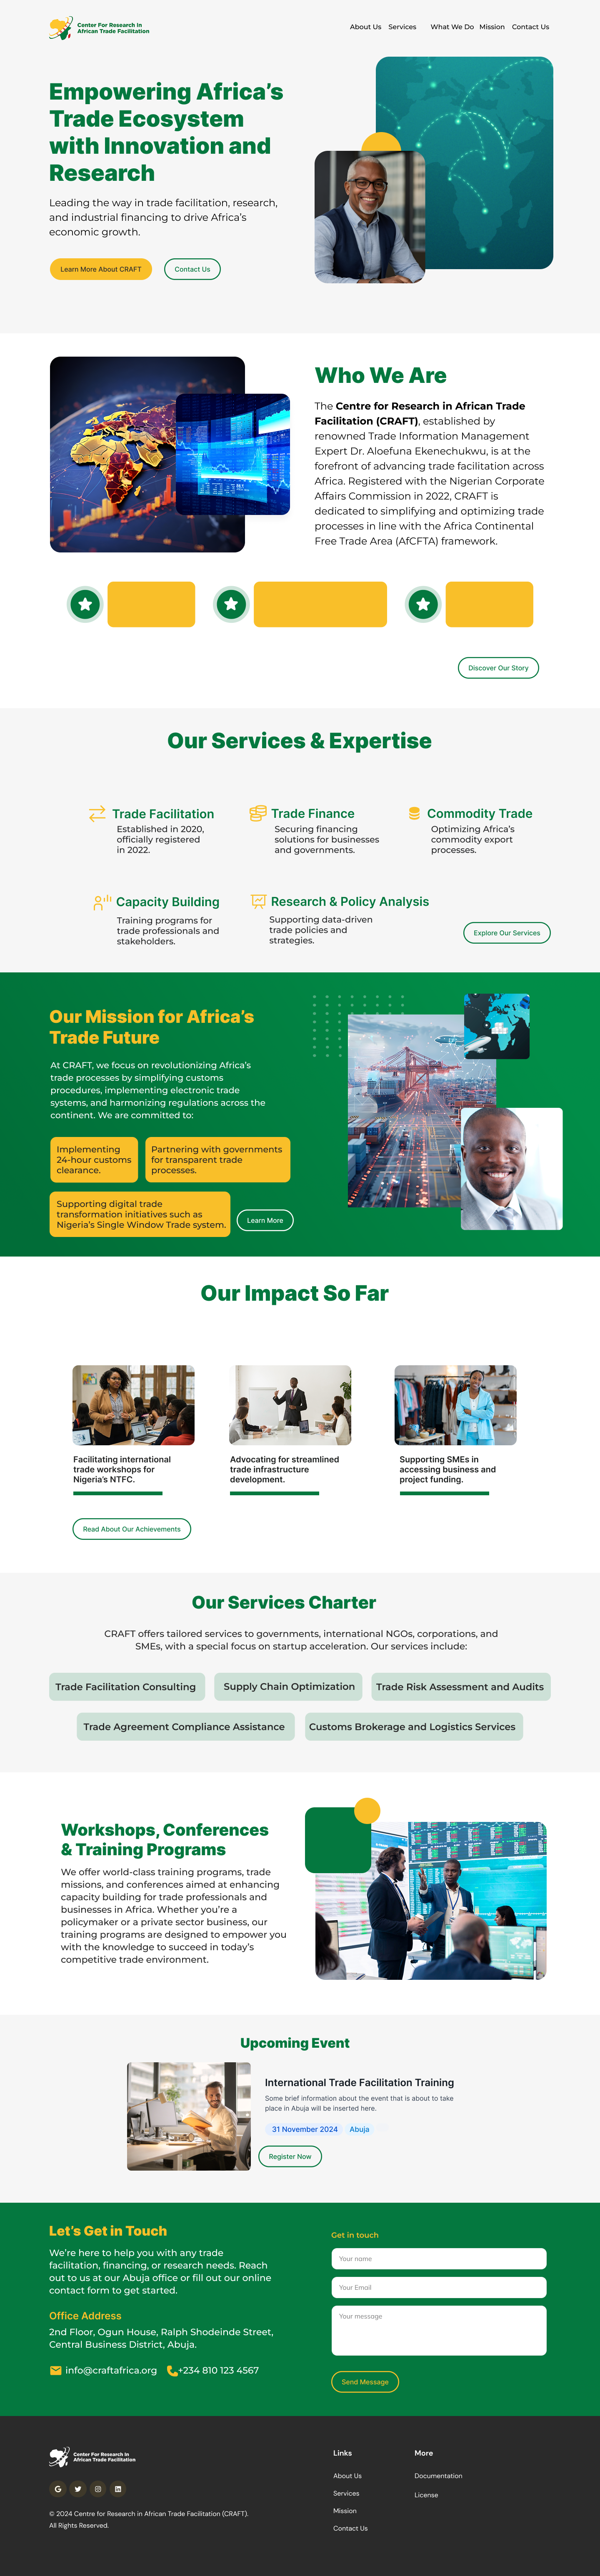 Center For Research In
African Trade Facilitation
About Us Services What We Do Mission Contact Us
Empowering Africa's
Trade Ecosystem
with Innovation and
Research
Leading the way in trade facilitation, research,
and industrial financing to drive Africa's
economic growth.
Learn More About CRAFT
Contact Us
Who We Are
The Centre for Research in African Trade
Facilitation (CRAFT), established by
renowned Trade Information Management
Expert Dr. Aloefuna Ekenechukwu, is at the
forefront of advancing trade facilitation across
Africa. Registered with the Nigerian Corporate
Affairs Commission in 2022, CRAFT is
dedicated to simplifying and optimizing trade
processes in line with the Africa Continental
Free Trade Area (AfCFTA) framework.
Discover Our Story
Our Services & Expertise
Trade Facilitation
Established in 2020,
officially registered
in 2022.
Trade Finance
Securing financing
solutions for businesses
and governments.
Commodity Trade
Optimizing Africa's
commodity export
processes.
Capacity Building
Training programs for
trade professionals and
stakeholders.
Research & Policy Analysis
Supporting data-driven
trade policies and
strategies.
Explore Our Services
Our Mission for Africa's
Trade Future
At CRAFT, we focus on revolutionizing Africa's
trade processes by simplifying customs
procedures, implementing electronic trade
systems, and harmonizing regulations across the
continent. We are committed to:
Implementing
24-hour customs
clearance.
Partnering with governments
for transparent trade
processes.
Supporting digital trade
transformation initiatives such as
Nigeria's Single Window Trade system.
Learn More
Our Impact So Far
Facilitating international
trade workshops for
Nigeria's NTFC.
Advocating for streamlined
trade infrastructure
development.
Supporting SMEs in
accessing business and
project funding.
Read About Our Achievements
Our Services Charter
CRAFT offers tailored services to governments, international NGOs, corporations, and
SMEs, with a special focus on startup acceleration. Our services include:
Trade Facilitation Consulting
Supply Chain Optimization
Trade Risk Assessment and Audits
Trade Agreement Compliance Assistance
Customs Brokerage and Logistics Services
Workshops, Conferences
& Training Programs
We offer world-class training programs, trade
missions, and conferences aimed at enhancing
capacity building for trade professionals and
businesses in Africa. Whether you're a
policymaker or a private sector business, our
training programs are designed to empower you
with the knowledge to succeed in today's
competitive trade environment.
Upcoming Event
International Trade Facilitation Training
Some brief information about the event that is about to take
place in Abuja will be inserted here.
31 November 2024 Abuja
Register Now
Let's Get in Touch
We're here to help you with any trade
facilitation, financing, or research needs. Reach
out to us at our Abuja office or fill out our online
contact form to get started.
Office Address
2nd Floor, Ogun House, Ralph Shodeinde Street,
Central Business District, Abuja.
info@craftafrica.org +234 810 123 4567
Get in touch
Your name
Your Email
Your message
Send Message
Center For Research In
African Trade Facilitation
© 2024 Centre for Research in African Trade Facilitation (CRAFT).
All Rights Reserved.
Links
About Us
Services
Mission
Contact Us
More
Documentation
License